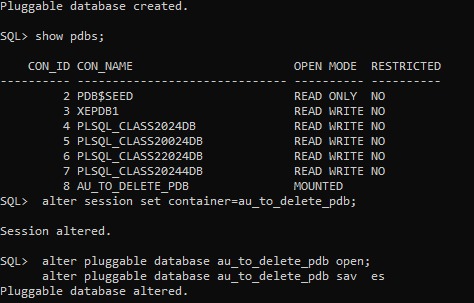 Pluggable database created.
SQL> show pdbs;
CON_ID CON_NAME OPEN MODE RESTRICTED
---------- ------------------------------ ---------- ----------
2 PDB$SEED READ ONLY NO
3 XEPDB1 READ WRITE NO
4 PLSQL_CLASS2024DB READ WRITE NO
5 PLSQL_CLASS20024DB READ WRITE NO
6 PLSQL_CLASS22024DB READ WRITE NO
7 PLSQL_CLASS20244DB READ WRITE NO
8 AU_TO_DELETE_PDB MOUNTED
SQL> alter session set container=au_to_delete_pdb;
Session altered.
SQL> alter pluggable database au_to_delete_pdb open;
alter pluggable database au_to_delete_pdb sav es
Pluggable database altered.